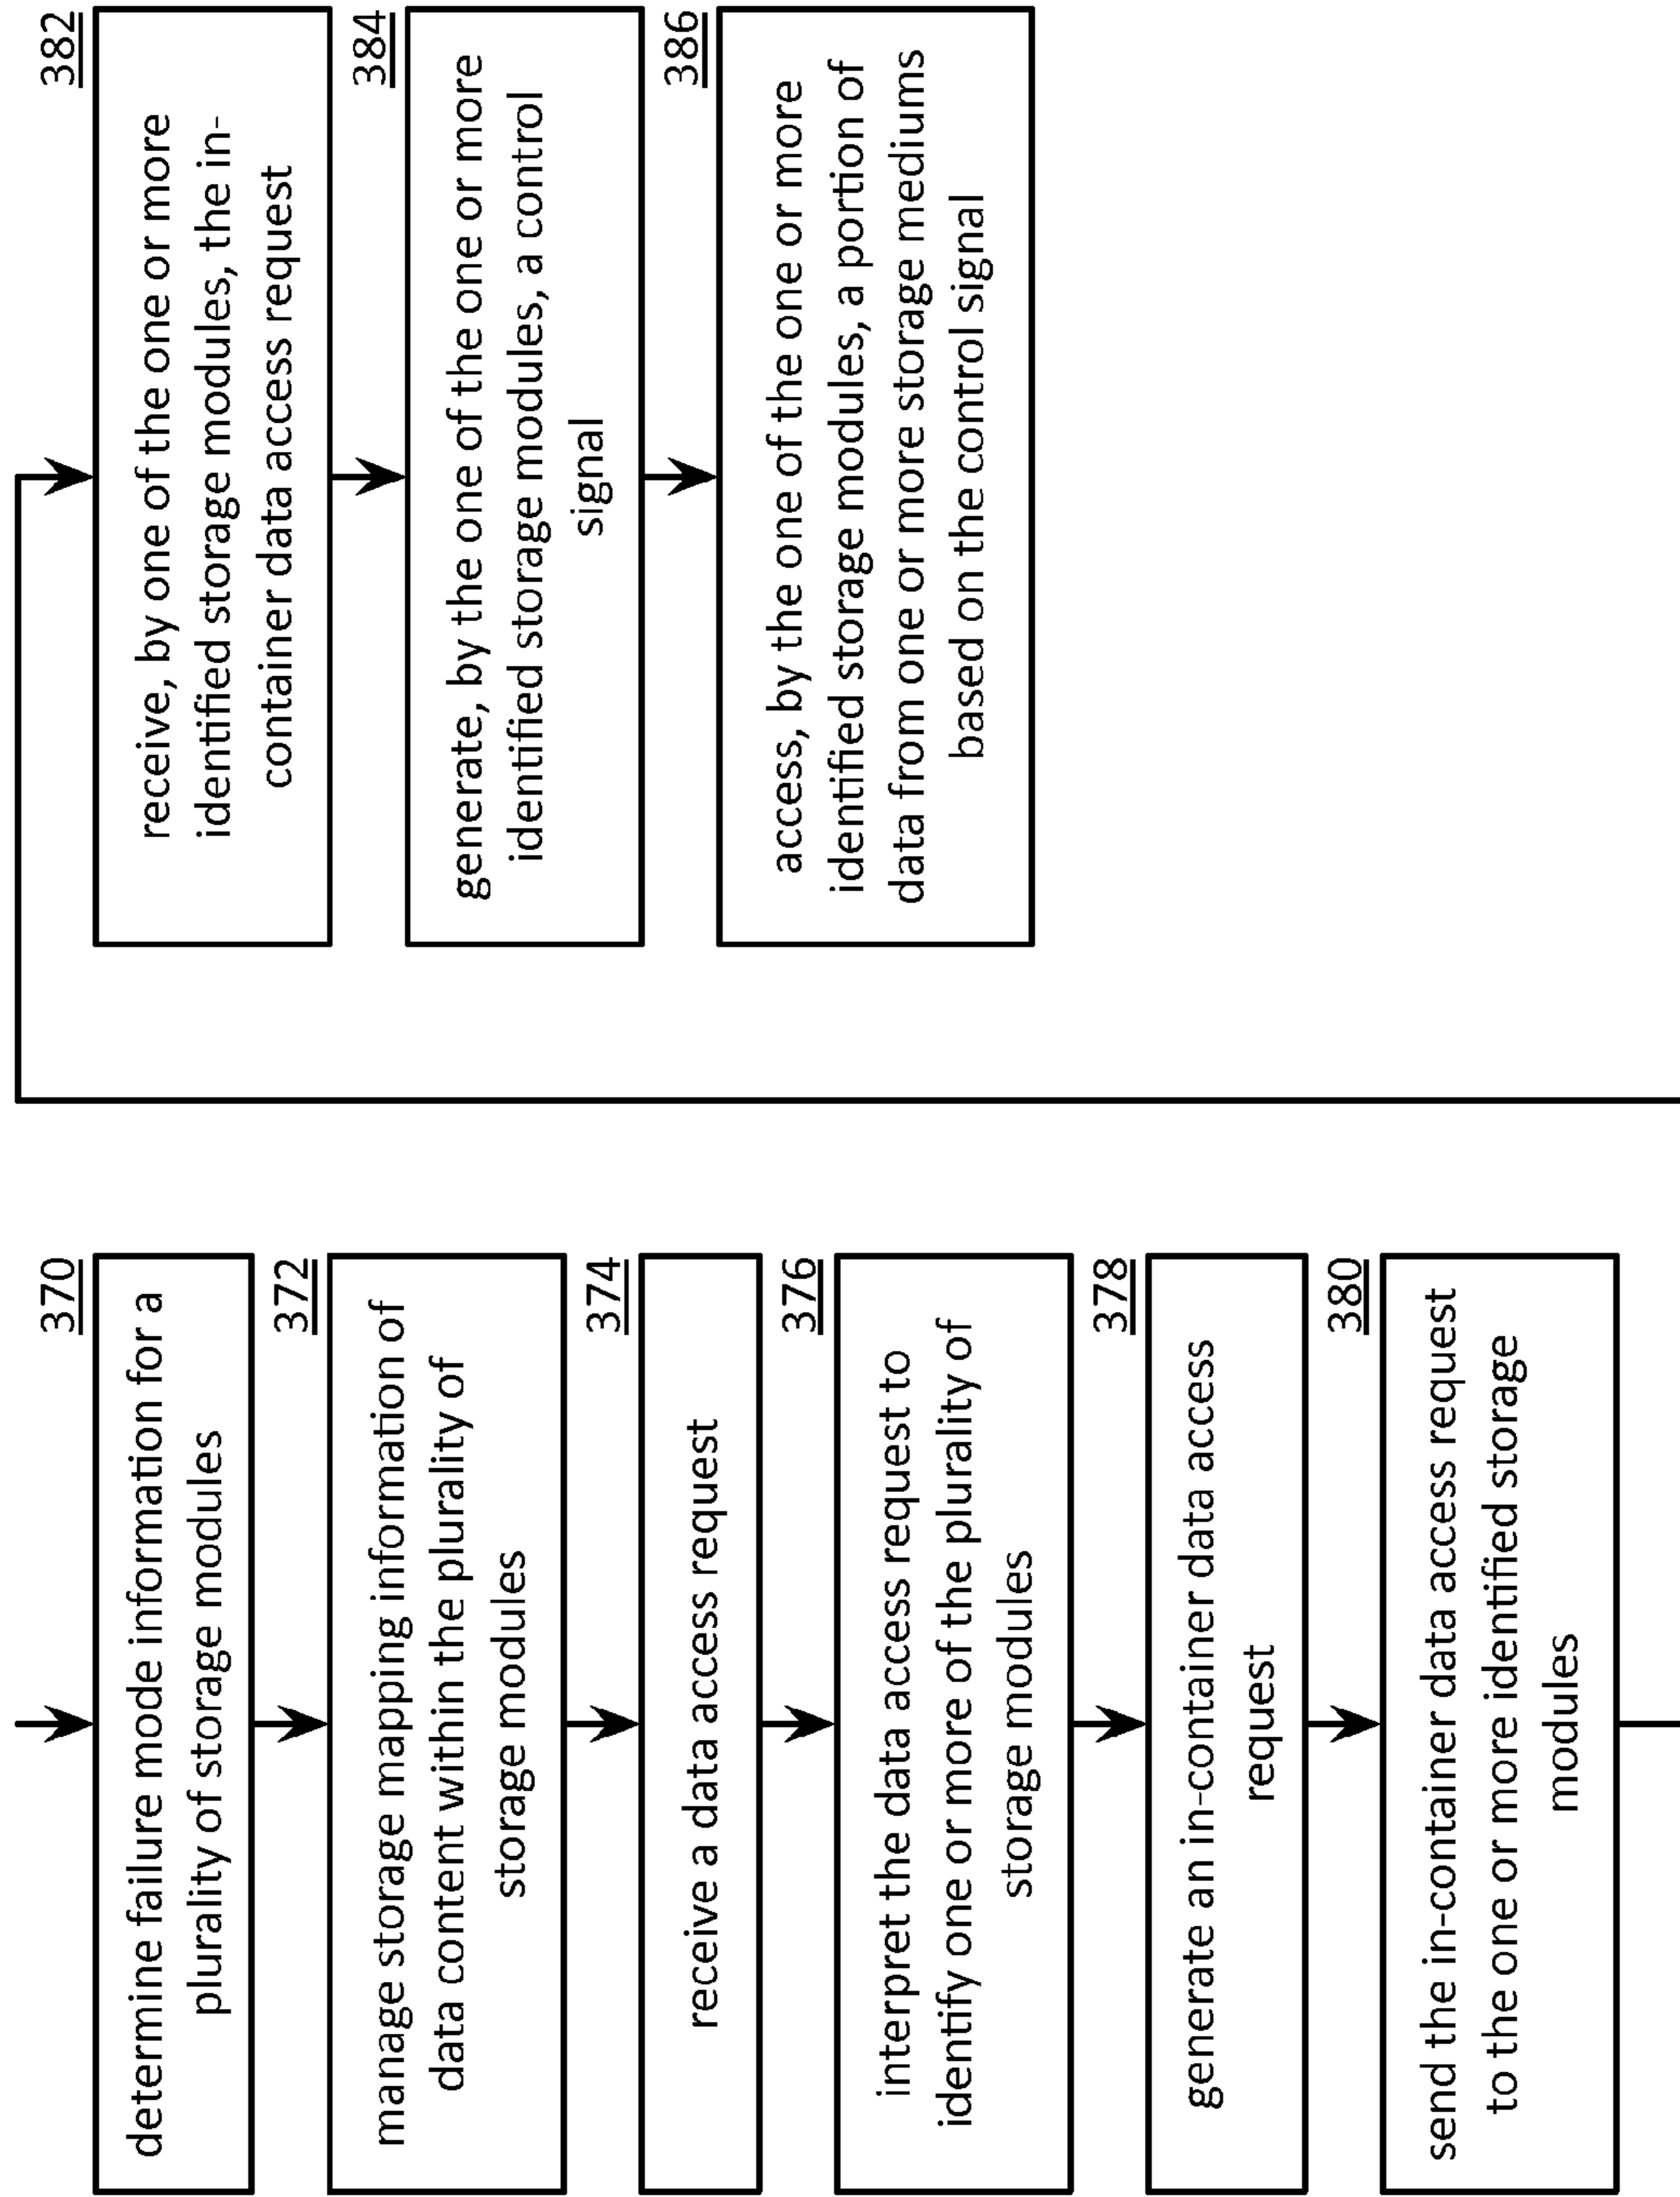 370
determine failure mode information for a
plurality of storage modules
372
manage storage mapping information of
data content within the plurality of
storage modules
374
receive a data access request
376
interpret the data access request to
identify one or more of the plurality of
storage modules
378
generate an in-container data access
request
380
send the in-container data access request
to the one or more identified storage
modules
382
receive, by one of the one or more
identified storage modules, the in-
container data access request
384
generate, by the one of the one or more
identified storage modules, a control
signal
386
access, by the one of the one or more
identified storage modules, a portion of
data from one or more storage mediums
based on the control signal